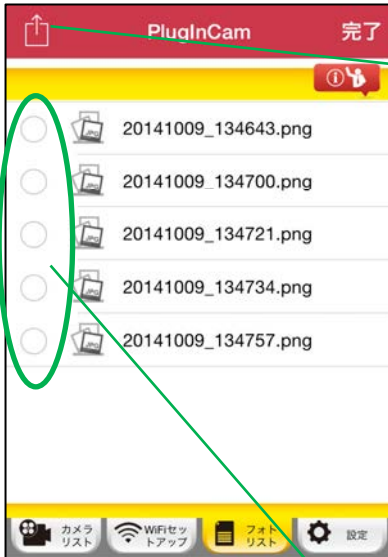 PlugInCam 完了
20141009_134643.png
20141009_134700.png
20141009_134721.png
20141009_134734.png
20141009_134757.png
カメラ
リスト
WiFiセッ
トアップ
フォト
リスト
設定